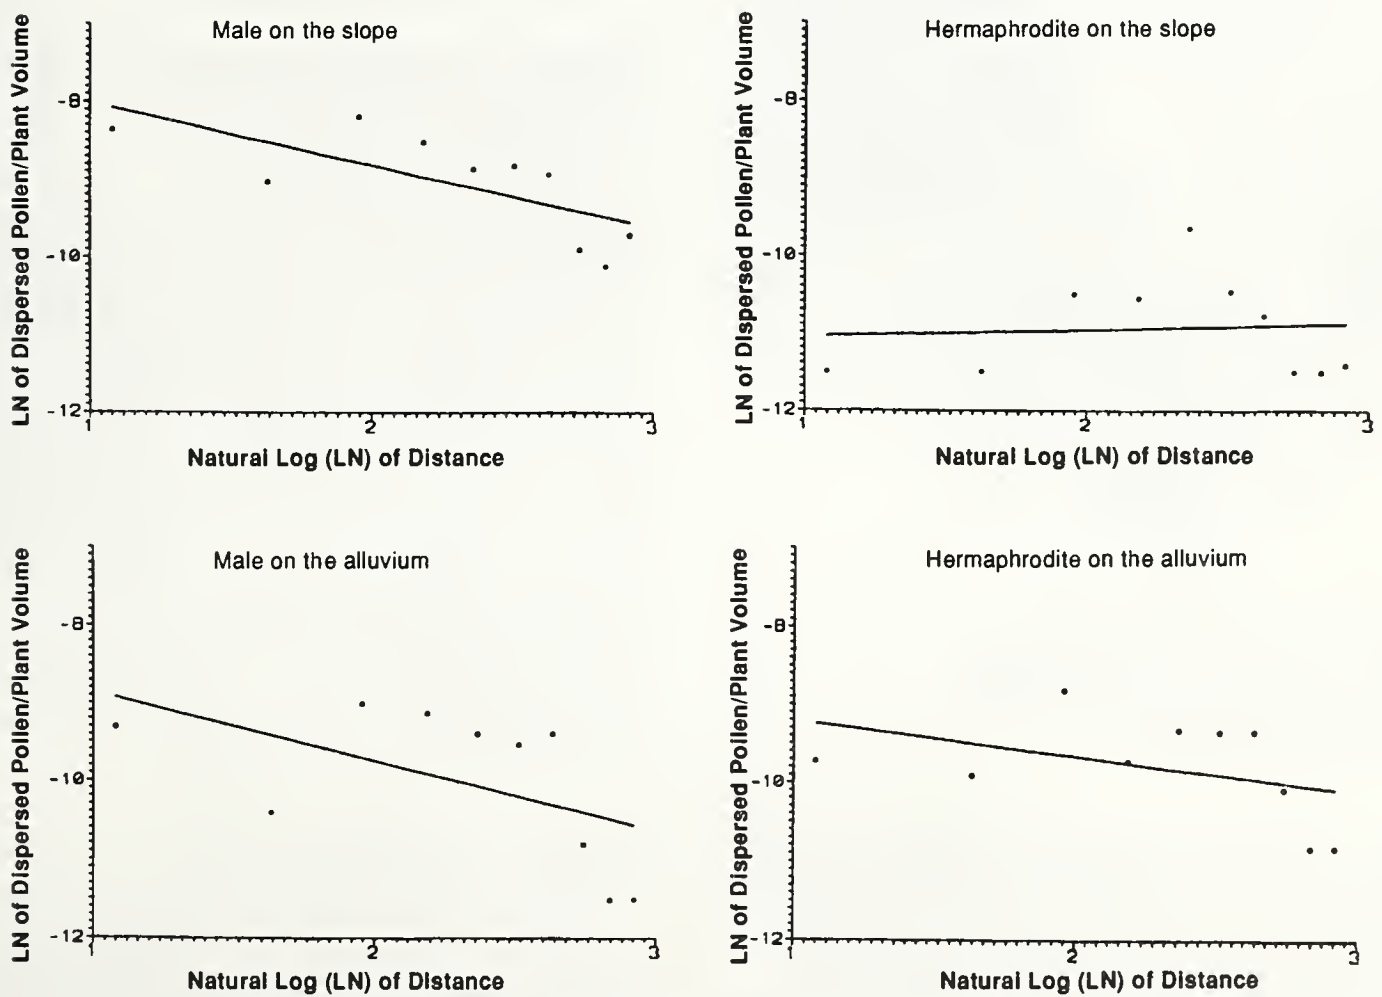 Male on the slope
LN of Dispersed Pollen/Plant Volume
-8
-10
-12
1
2
3
Natural Log (LN) of Distance
Hermaphrodite on the slope
LN of Dispersed Pollen/Plant Volume
-8
-10
-12
1
2
3
Natural Log (LN) of Distance
Male on the alluvium
LN of Dispersed Pollen/Plant Volume
-8
-10
-12
1
2
3
Natural Log (LN) of Distance
Hermaphrodite on the alluvium
LN of Dispersed Pollen/Plant Volume
-8
-10
-12
1
2
3
Natural Log (LN) of Distance